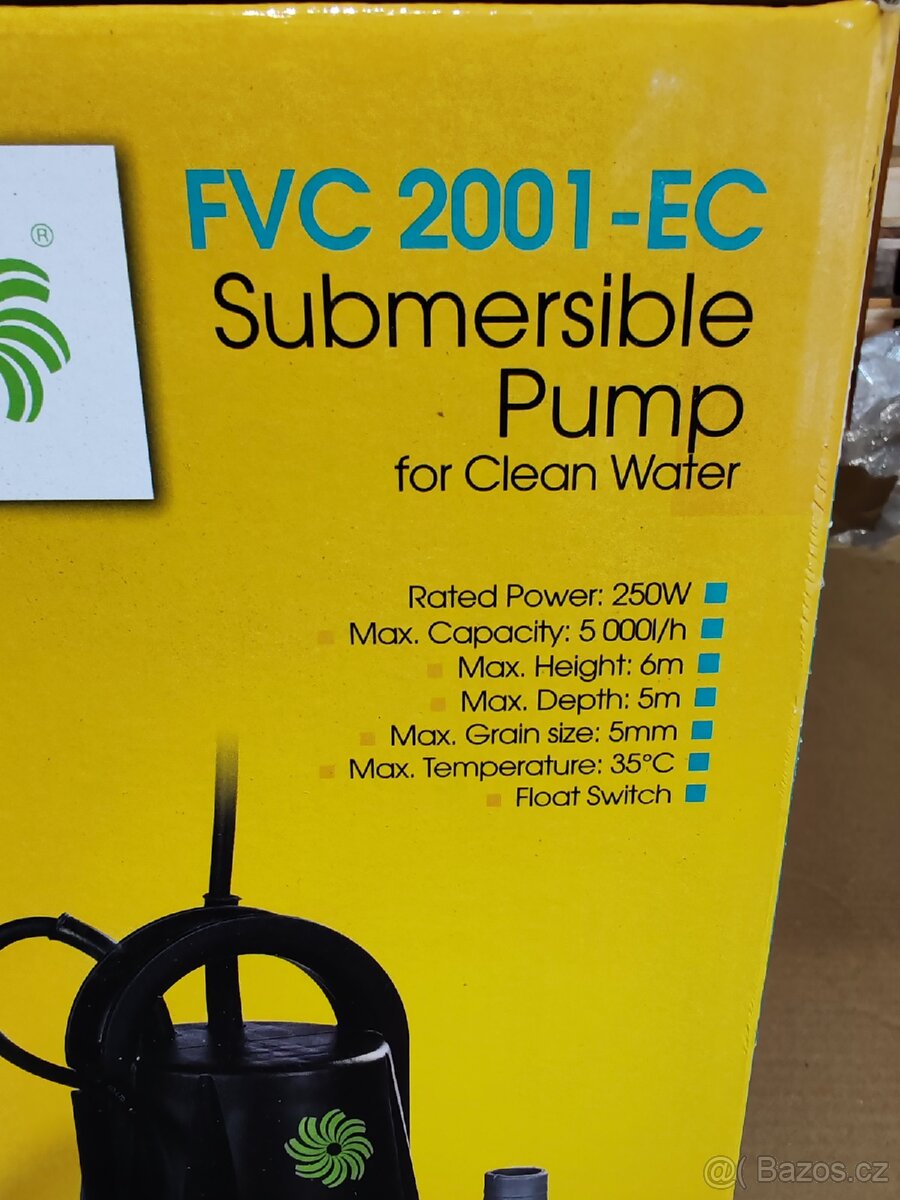 ®
FVC 2001-EC
Submersible
Pump
for Clean Water
Rated Power: 250W
Max. Capacity: 5 000l/h
Max. Height: 6m
Max. Depth: 5m
Max. Grain size: 5mm
Max. Temperature: 35°C
Float Switch
@( Bazos.cz